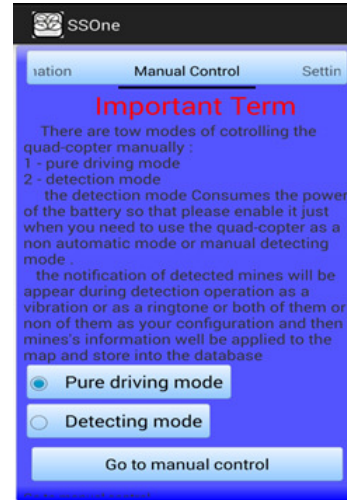 SSOne
nation Manual Control Settin
Important Term
There are tow modes of cotrolling the
quad-copter manually :
1 - pure driving mode
2 - detection mode
the detection mode Consumes the power
of the battery so that please enable it just
when you need to use the quad-copter as a
non automatic mode or manual detecting
mode .
the notification of detected mines will be
appear during detection operation as a
vibration or as a ringtone or both of them or
non of them as your configuration and then
mines's information well be applied to the
map and store into the database
Pure driving mode
Detecting mode
Go to manual control